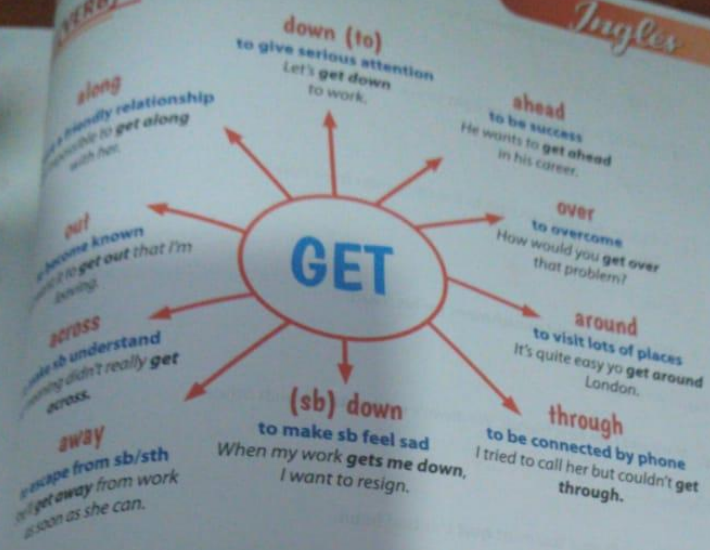 Ingles
down (to)
to give serious attention
Let's get down
to work.
along
friendly relationship
to get along
with her.
ahead
to be success
He wants to get ahead
in his career.
out
become known
to get out that I'm
leaving.
over
to overcome
How would you get over
that problem?
GET
across
sb understand
didn't really get
across.
around
to visit lots of places
It's quite easy yo get around
London.
away
escape from sb/sth
get away from work
as soon as she can.
(sb) down
to make sb feel sad
When my work gets me down,
I want to resign.
through
to be connected by phone
I tried to call her but couldn't get
through.